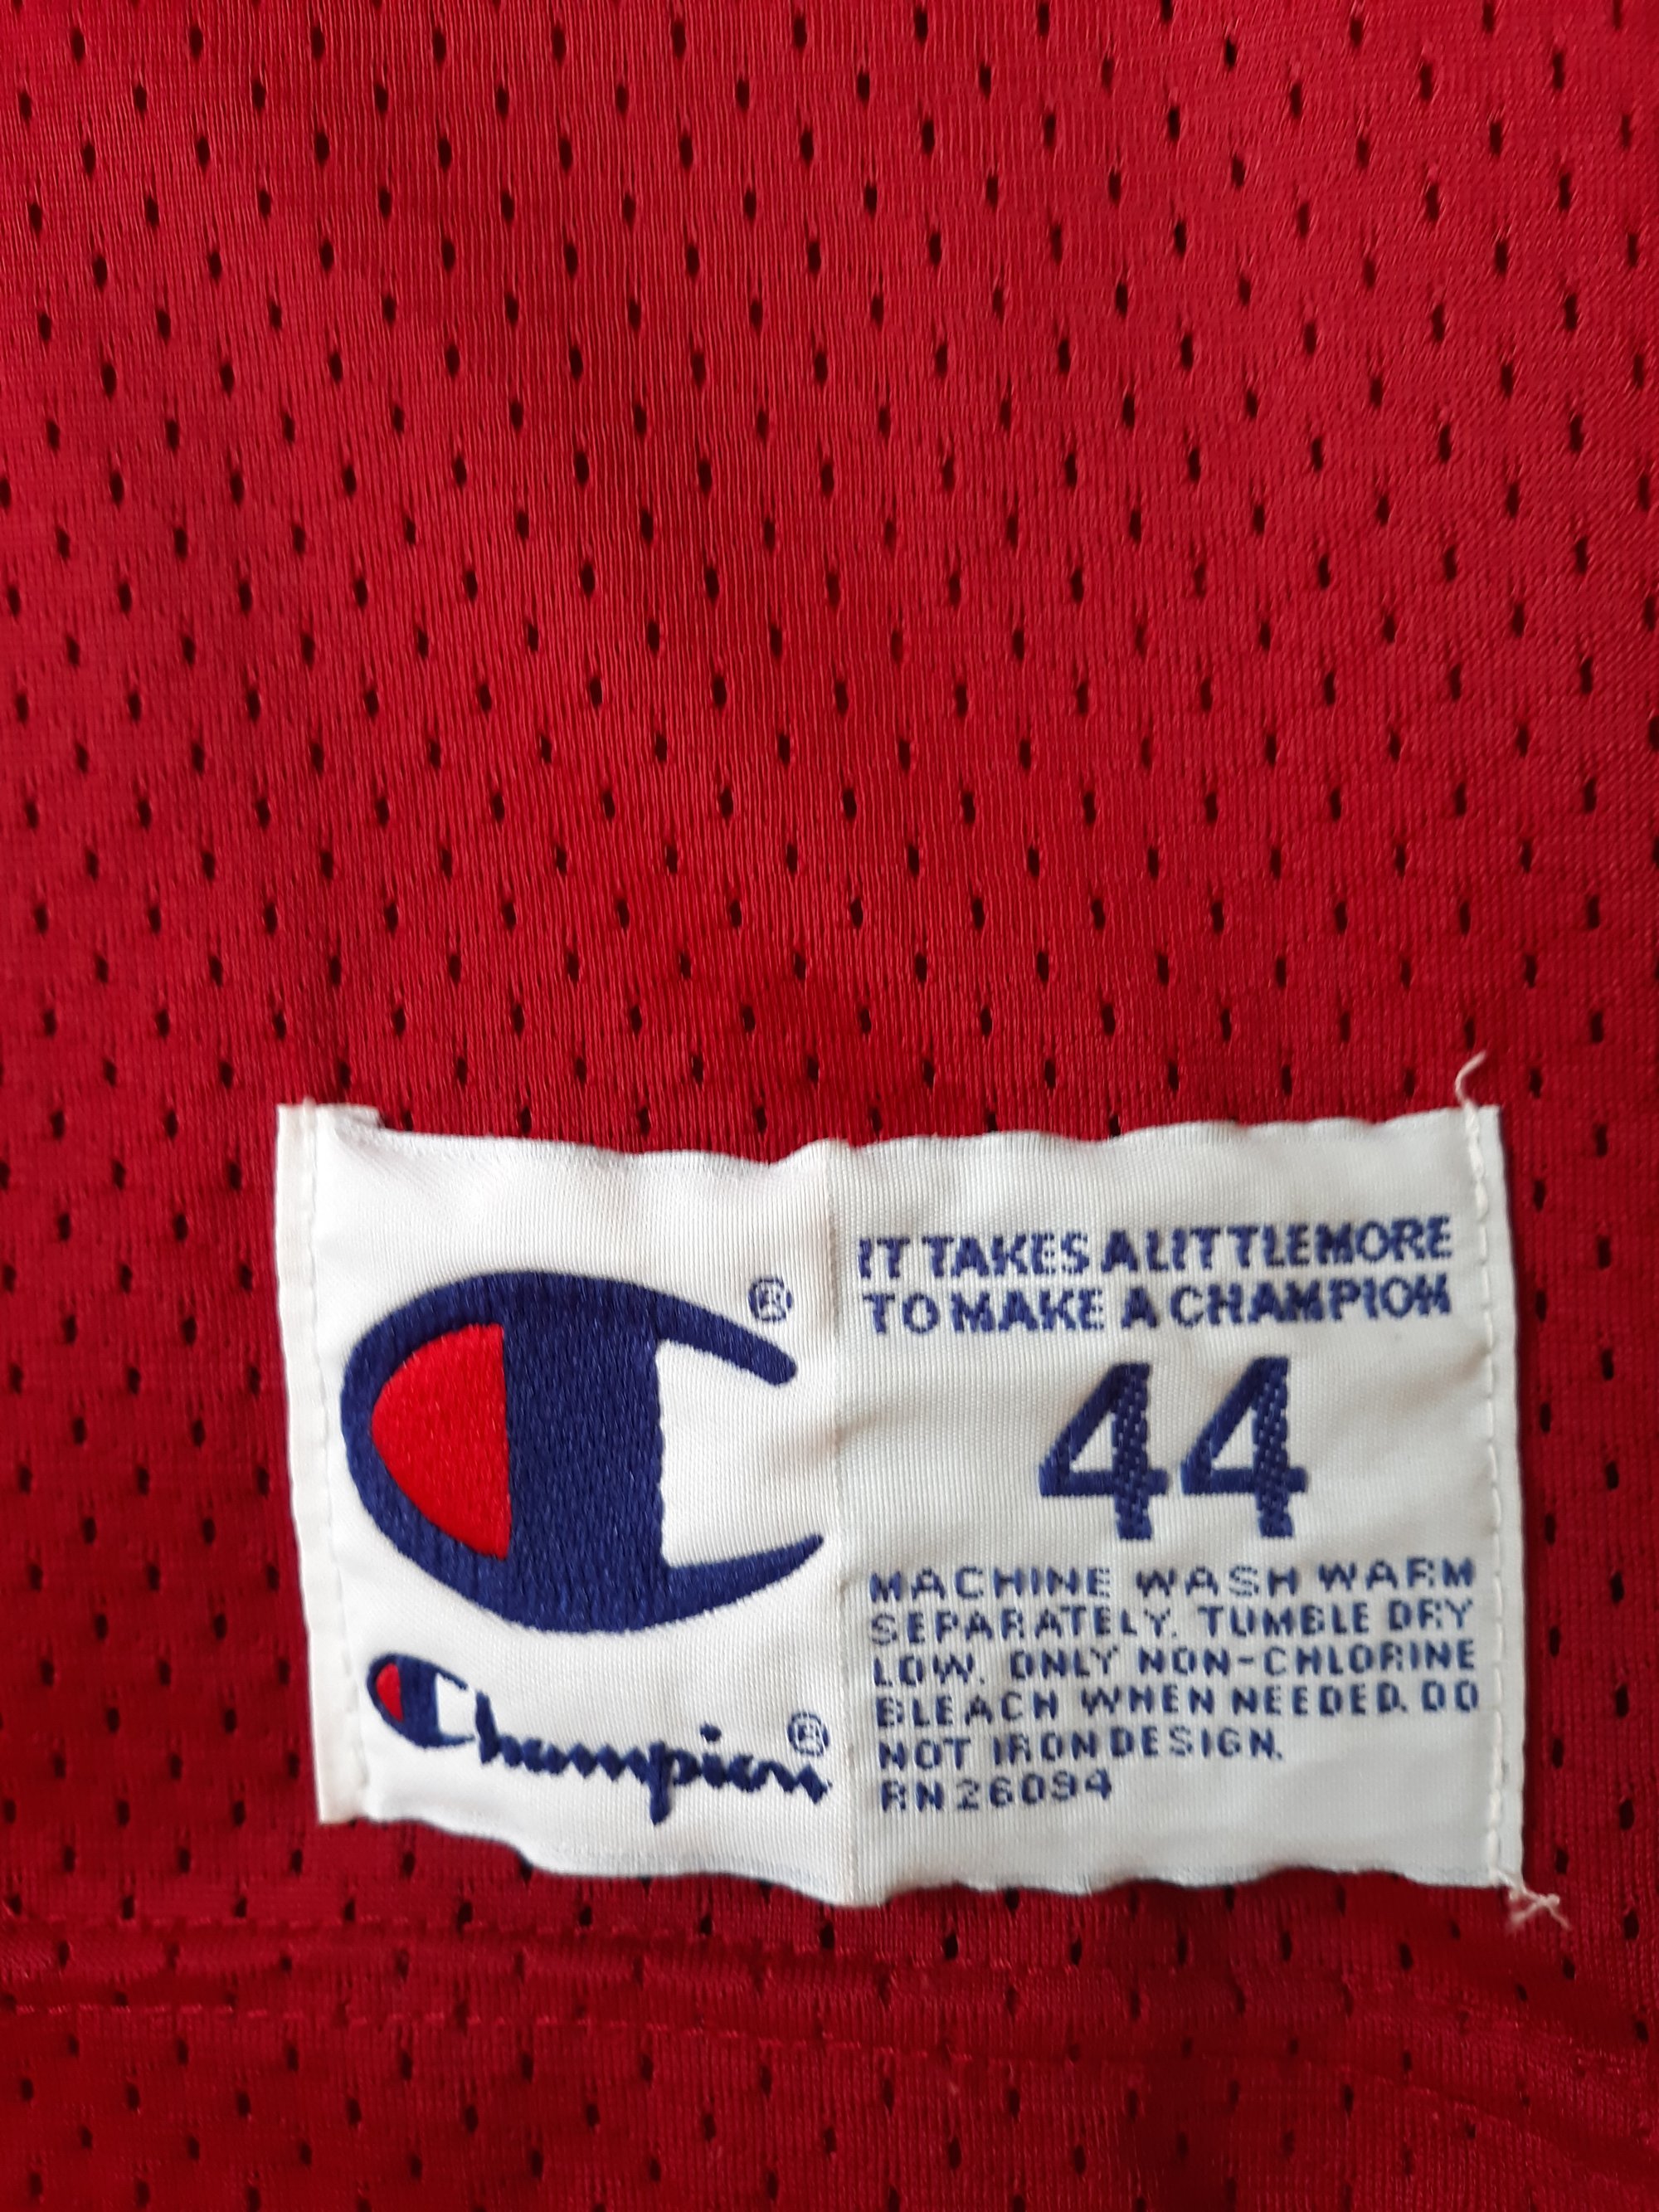 IT TAKES A LITTLE MORE
TO MAKE A CHAMPION
44
MACHINE WASH WARM
SEPARATELY. TUMBLE DRY
LOW. ONLY NON-CHLORINE
BLEACH WHEN NEEDED. DO
NOT IRON DESIGN.
RN 26094
®
Champion®